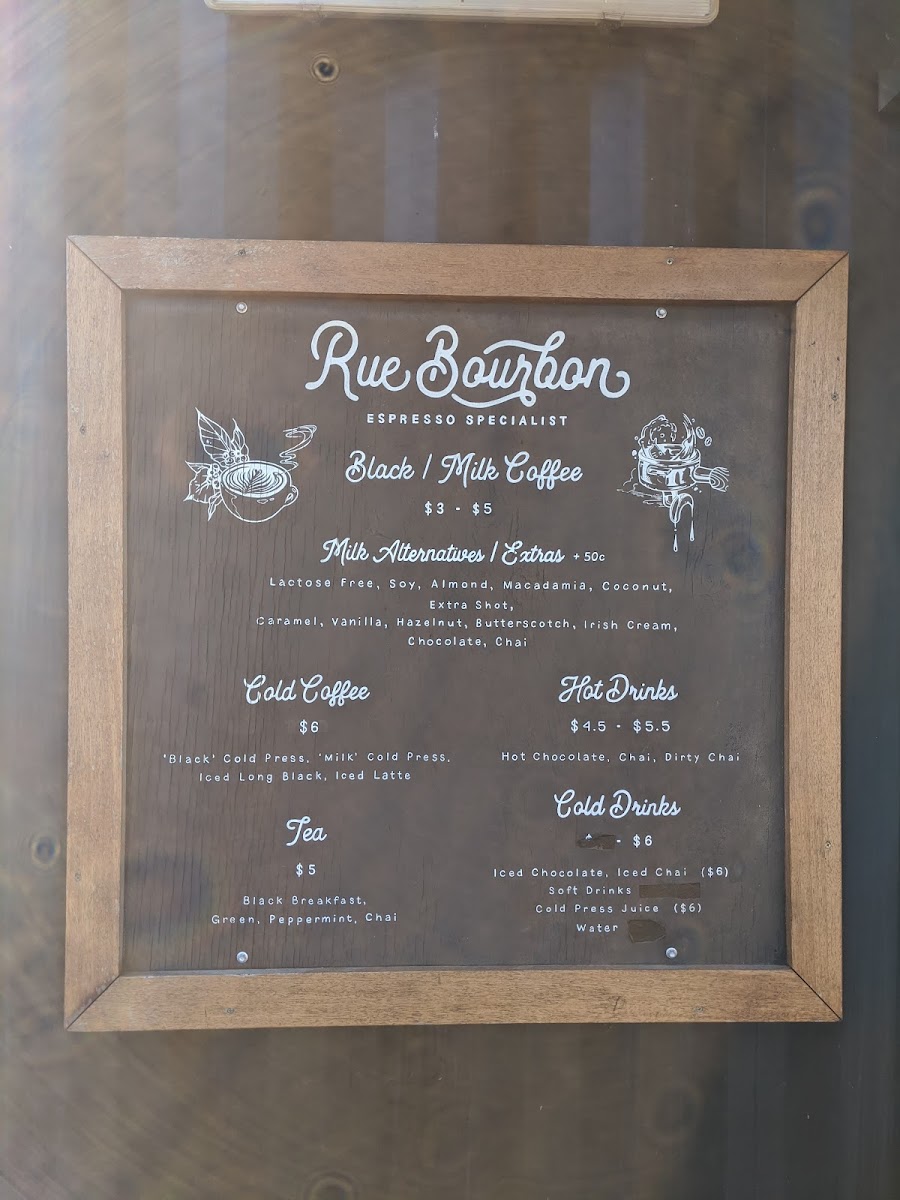 Rue Bourbon
ESPRESSO SPECIALIST
Black / Milk Coffee
$3 - $5
Milk Alternatives / Extras + 50c
Lactose Free, Soy, Almond, Macadamia, Coconut,
Extra Shot,
Caramel, Vanilla, Hazelnut, Butterscotch, Irish Cream,
Chocolate, Chai
Cold Coffee
$6
'Black' Cold Press, 'Milk' Cold Press,
Iced Long Black, Iced Latte
Tea
$5
Black Breakfast,
Green, Peppermint, Chai
Hot Drinks
$4.5 - $5.5
Hot Chocolate, Chai, Dirty Chai
Cold Drinks
- $6
Iced Chocolate, Iced Chai ($6)
Soft Drinks
Cold Press Juice ($6)
Water